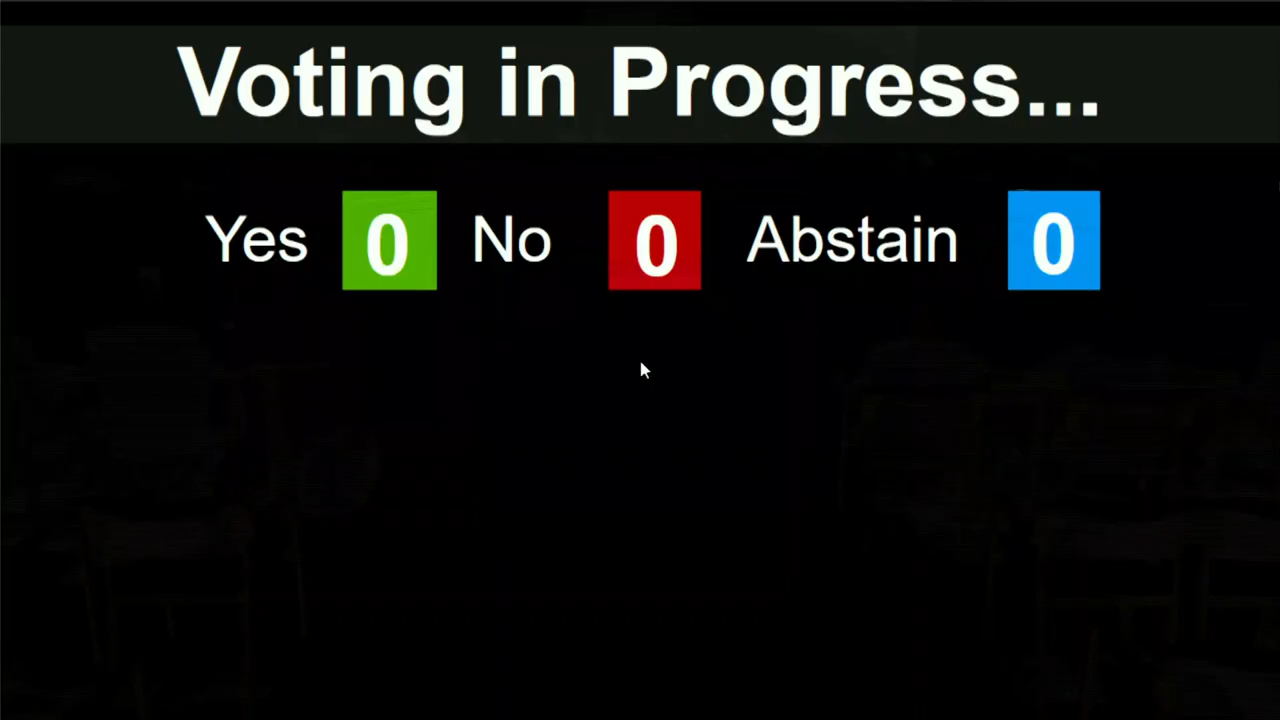 Voting in Progress...
Yes 0 No 0 Abstain 0